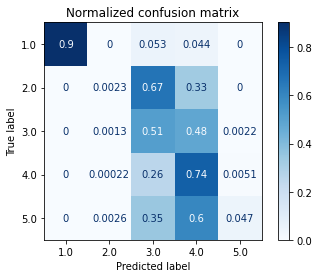 Normalized confusion matrix
1.0 0.9 0 0.053 0.044 0
2.0 0 0.0023 0.67 0.33 0
3.0 0 0.0013 0.51 0.48 0.0022
4.0 0 0.00022 0.26 0.74 0.0051
5.0 0 0.0026 0.35 0.6 0.047
1.0 2.0 3.0 4.0 5.0
Predicted label
True label
0.8
0.6
0.4
0.2
0.0